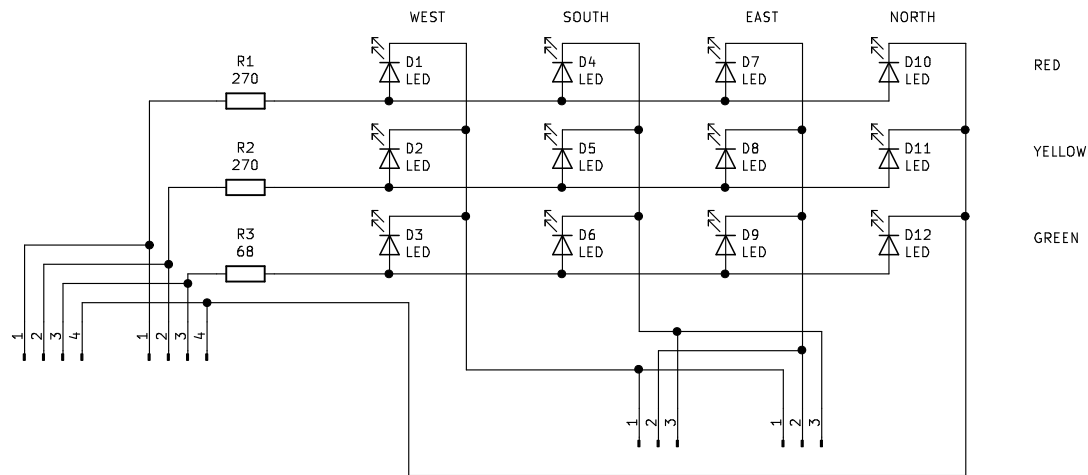 WEST SOUTH EAST NORTH
R1
270
D1
LED
D4
LED
D7
LED
D10
LED
RED
R2
270
D2
LED
D5
LED
D8
LED
D11
LED
YELLOW
R3
68
D3
LED
D6
LED
D9
LED
D12
LED
GREEN
1 2 3 4
1 2 3 4
1 2 3
1 2 3